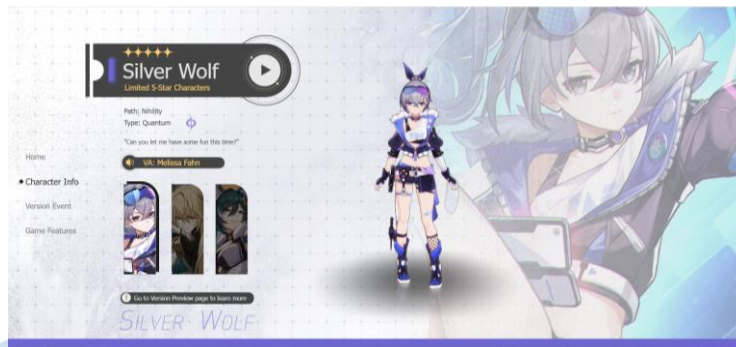 Silver Wolf
Limited 5-Star Characters
Path: Nihility
Type: Quantum
"Can you let me have some fun this time?"
VA: Melissa Fahn
Home
Character Info
Version Event
Game Features
Go to Version Preview page to learn more
SILVER WOLF